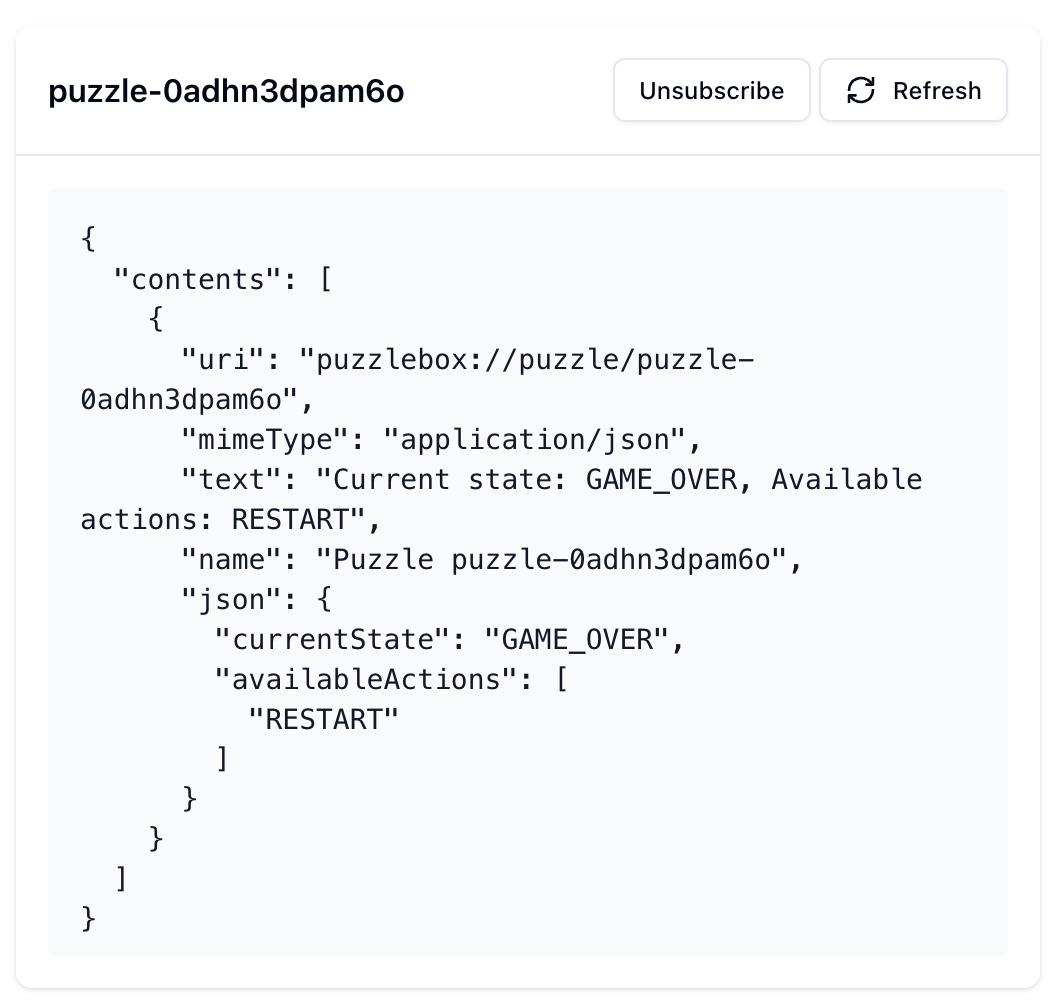 puzzle-0adhn3dpam6o
Unsubscribe
Refresh
{
  "contents": [
    {
      "uri": "puzzlebox://puzzle/puzzle-
0adhn3dpam6o",
      "mimeType": "application/json",
      "text": "Current state: GAME_OVER, Available
actions: RESTART",
      "name": "Puzzle puzzle-0adhn3dpam6o",
      "json": {
        "currentState": "GAME_OVER",
        "availableActions": [
          "RESTART"
        ]
      }
    }
  ]
}